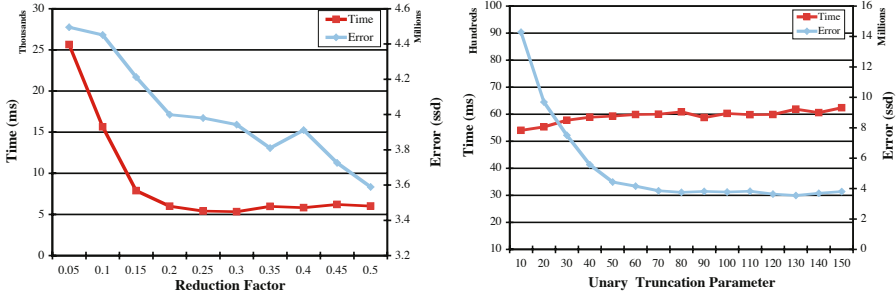 30
25
20
15
10
5
0
Thousands
Time (ms)
Time
Error
4.6
4.4
4.2
4
3.8
3.6
3.4
3.2
Millions
Error (ssd)
0.05 0.1 0.15 0.2 0.25 0.3 0.35 0.4 0.45 0.5
Reduction Factor
100
90
80
70
60
50
40
30
20
10
Hundreds
Time (ms)
Time
Error
16
14
12
10
8
6
4
2
0
Millions
Error (ssd)
10 20 30 40 50 60 70 80 90 100 110 120 130 140 150
Unary Truncation Parameter